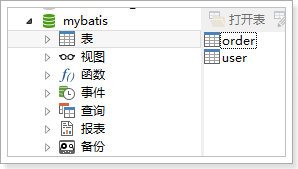 mybatis
打开表
表
order
视图
user
f()
函数
事件
查询
报表
备份